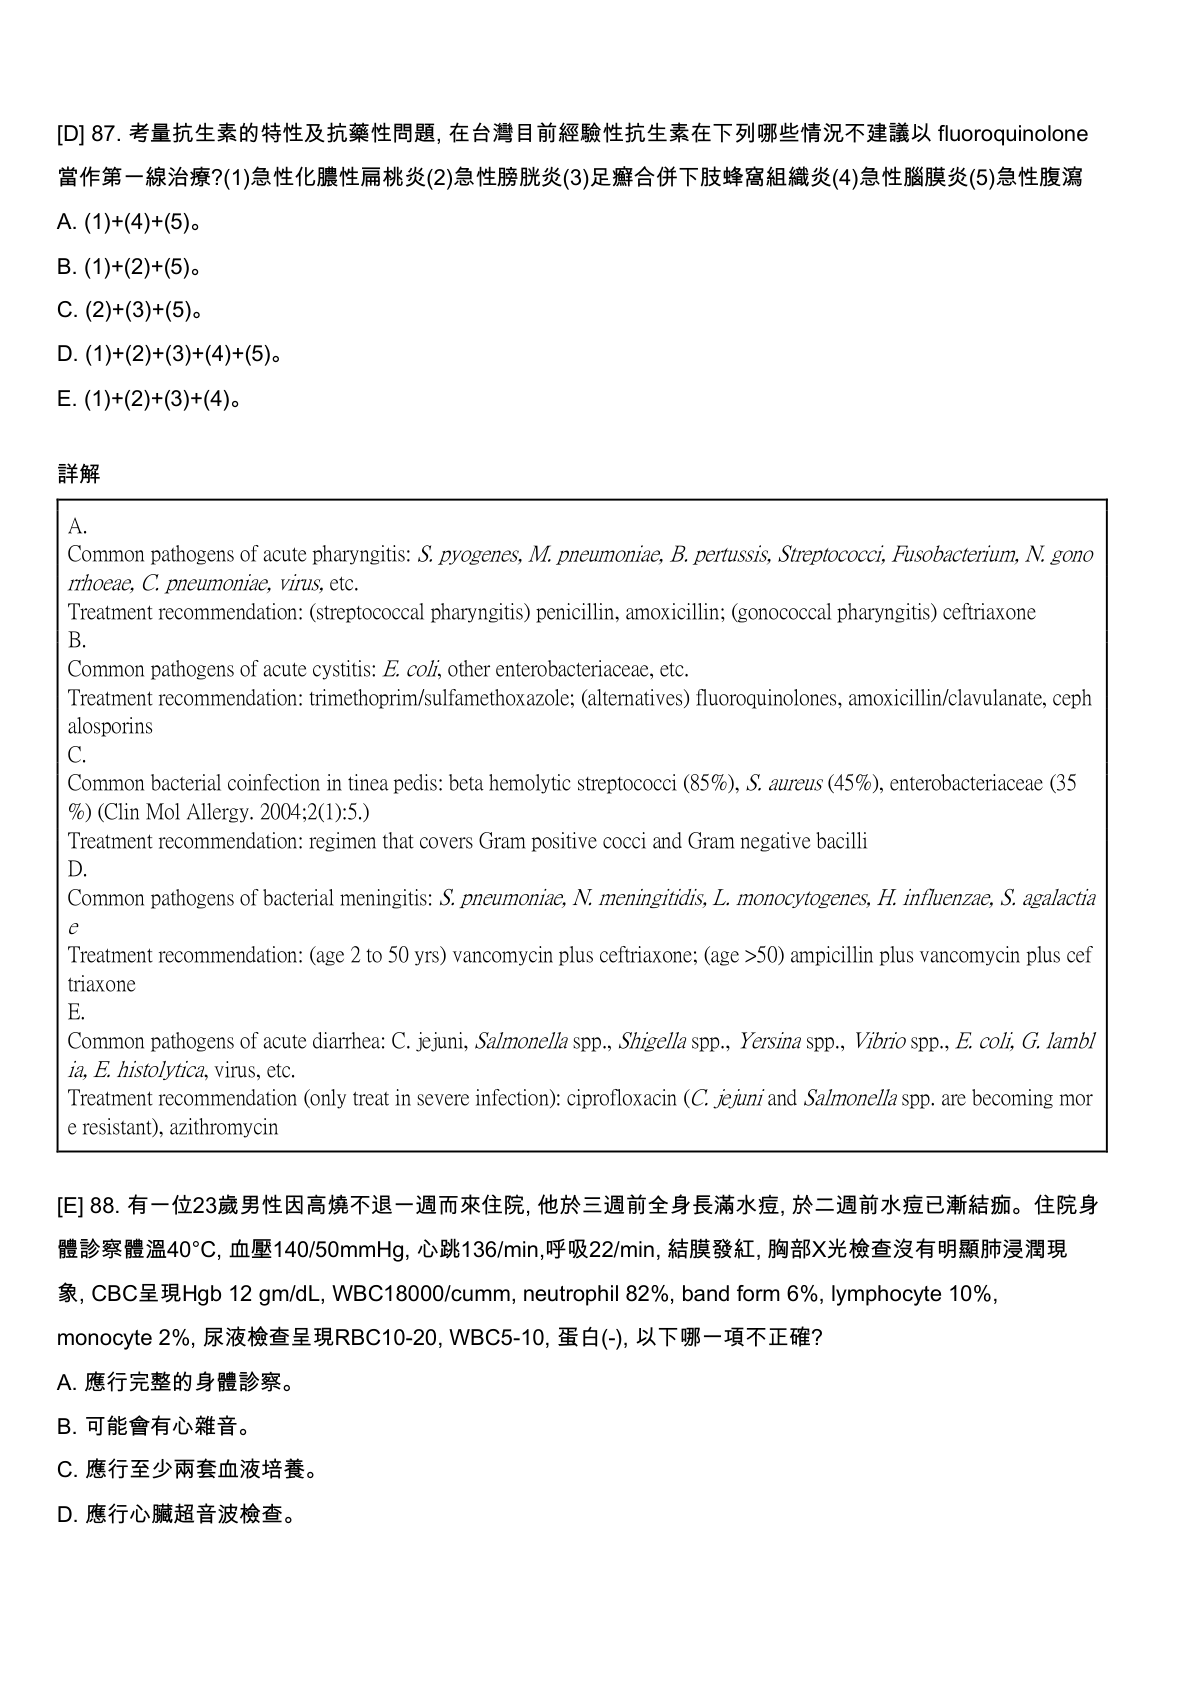 [D] 87. 考量抗生素的特性及抗藥性問題, 在台灣目前經驗性抗生素在下列哪些情況不建議以 fluoroquinolone
當作第一線治療?(1)急性化膿性扁桃炎(2)急性膀胱炎(3)足癬合併下肢蜂窩組織炎(4)急性腦膜炎(5)急性腹瀉
A. (1)+(4)+(5)。
B. (1)+(2)+(5)。
C. (2)+(3)+(5)。
D. (1)+(2)+(3)+(4)+(5)。
E. (1)+(2)+(3)+(4)。
詳解
A.
Common pathogens of acute pharyngitis: S. pyogenes, M. pneumoniae, B. pertussis, Streptococci, Fusobacterium, N. gono
rrhoeae, C. pneumoniae, virus, etc.
Treatment recommendation: (streptococcal pharyngitis) penicillin, amoxicillin; (gonococcal pharyngitis) ceftriaxone
B.
Common pathogens of acute cystitis: E. coli, other enterobacteriaceae, etc.
Treatment recommendation: trimethoprim/sulfamethoxazole; (alternatives) fluoroquinolones, amoxicillin/clavulanate, ceph
alosporins
C.
Common bacterial coinfection in tinea pedis: beta hemolytic streptococci (85%), S. aureus (45%), enterobacteriaceae (35
%) (Clin Mol Allergy. 2004;2(1):5.)
Treatment recommendation: regimen that covers Gram positive cocci and Gram negative bacilli
D.
Common pathogens of bacterial meningitis: S. pneumoniae, N. meningitidis, L. monocytogenes, H. influenzae, S. agalactia
e
Treatment recommendation: (age 2 to 50 yrs) vancomycin plus ceftriaxone; (age >50) ampicillin plus vancomycin plus cef
triaxone
E.
Common pathogens of acute diarrhea: C. jejuni, Salmonella spp., Shigella spp., Yersina spp., Vibrio spp., E. coli, G. lambl
ia, E. histolytica, virus, etc.
Treatment recommendation (only treat in severe infection): ciprofloxacin (C. jejuni and Salmonella spp. are becoming mor
e resistant), azithromycin
[E] 88. 有一位23歲男性因高燒不退一週而來住院, 他於三週前全身長滿水痘, 於二週前水痘已漸結痂。住院身
體診察體溫40°C, 血壓140/50mmHg, 心跳136/min,呼吸22/min, 結膜發紅, 胸部X光檢查沒有明顯肺浸潤現
象, CBC呈現Hgb 12 gm/dL, WBC18000/cumm, neutrophil 82%, band form 6%, lymphocyte 10%,
monocyte 2%, 尿液檢查呈現RBC10-20, WBC5-10, 蛋白(-), 以下哪一項不正確?
A. 應行完整的身體診察。
B. 可能會有心雜音。
C. 應行至少兩套血液培養。
D. 應行心臟超音波檢查。